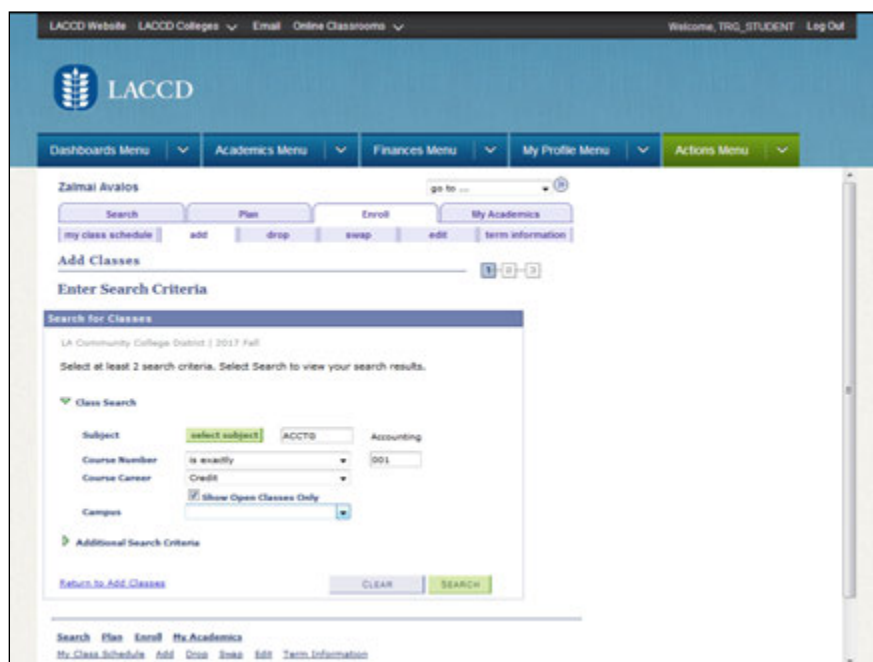 LACCD Website LACCD Colleges Email Online Classrooms Welcome, TRG_STUDENT Log Out
LACCD
Dashboards Menu Academics Menu Finances Menu My Profile Menu Actions Menu
Zalmai Avalos go to ...
Search Plan Enroll My Academics
my class schedule add drop swap edit term information
Add Classes 1 2 3
Enter Search Criteria
Search for Classes
LA Community College District | 2017 Fall
Select at least 2 search criteria. Select Search to view your search results.
Class Search
Subject select subject ACCTG Accounting
Course Number is exactly 001
Course Career Credit
Show Open Classes Only
Campus
Additional Search Criteria
Return to Add Classes CLEAR SEARCH
Search Plan Enroll My Academics
My Class Schedule Add Drop Swap Edit Term Information